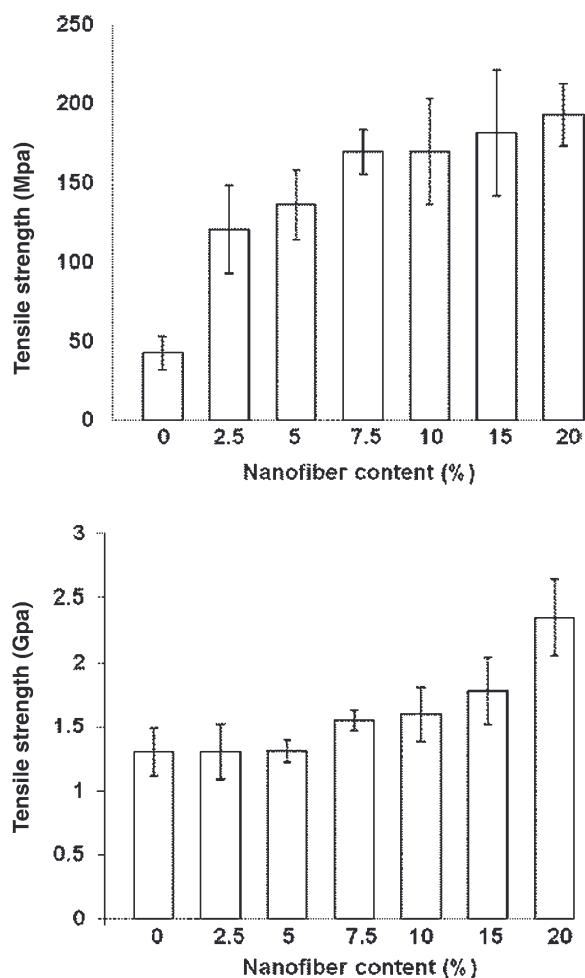 250
200
150
100
50
0
Tensile strength (Mpa)
0 2.5 5 7.5 10 15 20
Nanofiber content (%)
3
2.5
2
1.5
1
0.5
0
Tensile strength (Gpa)
0 2.5 5 7.5 10 15 20
Nanofiber content (%)